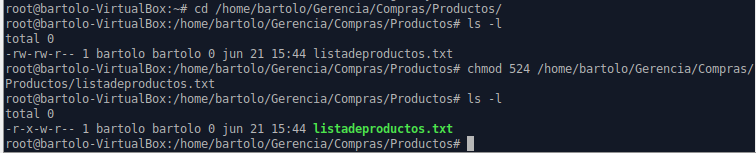 root@bartolo-VirtualBox:~# cd /home/bartolo/Gerencia/Compras/Productos/
root@bartolo-VirtualBox:/home/bartolo/Gerencia/Compras/Productos# ls -l
total 0
-rw-rw-r-- 1 bartolo bartolo 0 jun 21 15:44 listadeproductos.txt
root@bartolo-VirtualBox:/home/bartolo/Gerencia/Compras/Productos# chmod 524 /home/bartolo/Gerencia/Compras/
Productos/listadeproductos.txt
root@bartolo-VirtualBox:/home/bartolo/Gerencia/Compras/Productos# ls -l
total 0
-r-x-w-r-- 1 bartolo bartolo 0 jun 21 15:44 listadeproductos.txt
root@bartolo-VirtualBox:/home/bartolo/Gerencia/Compras/Productos#